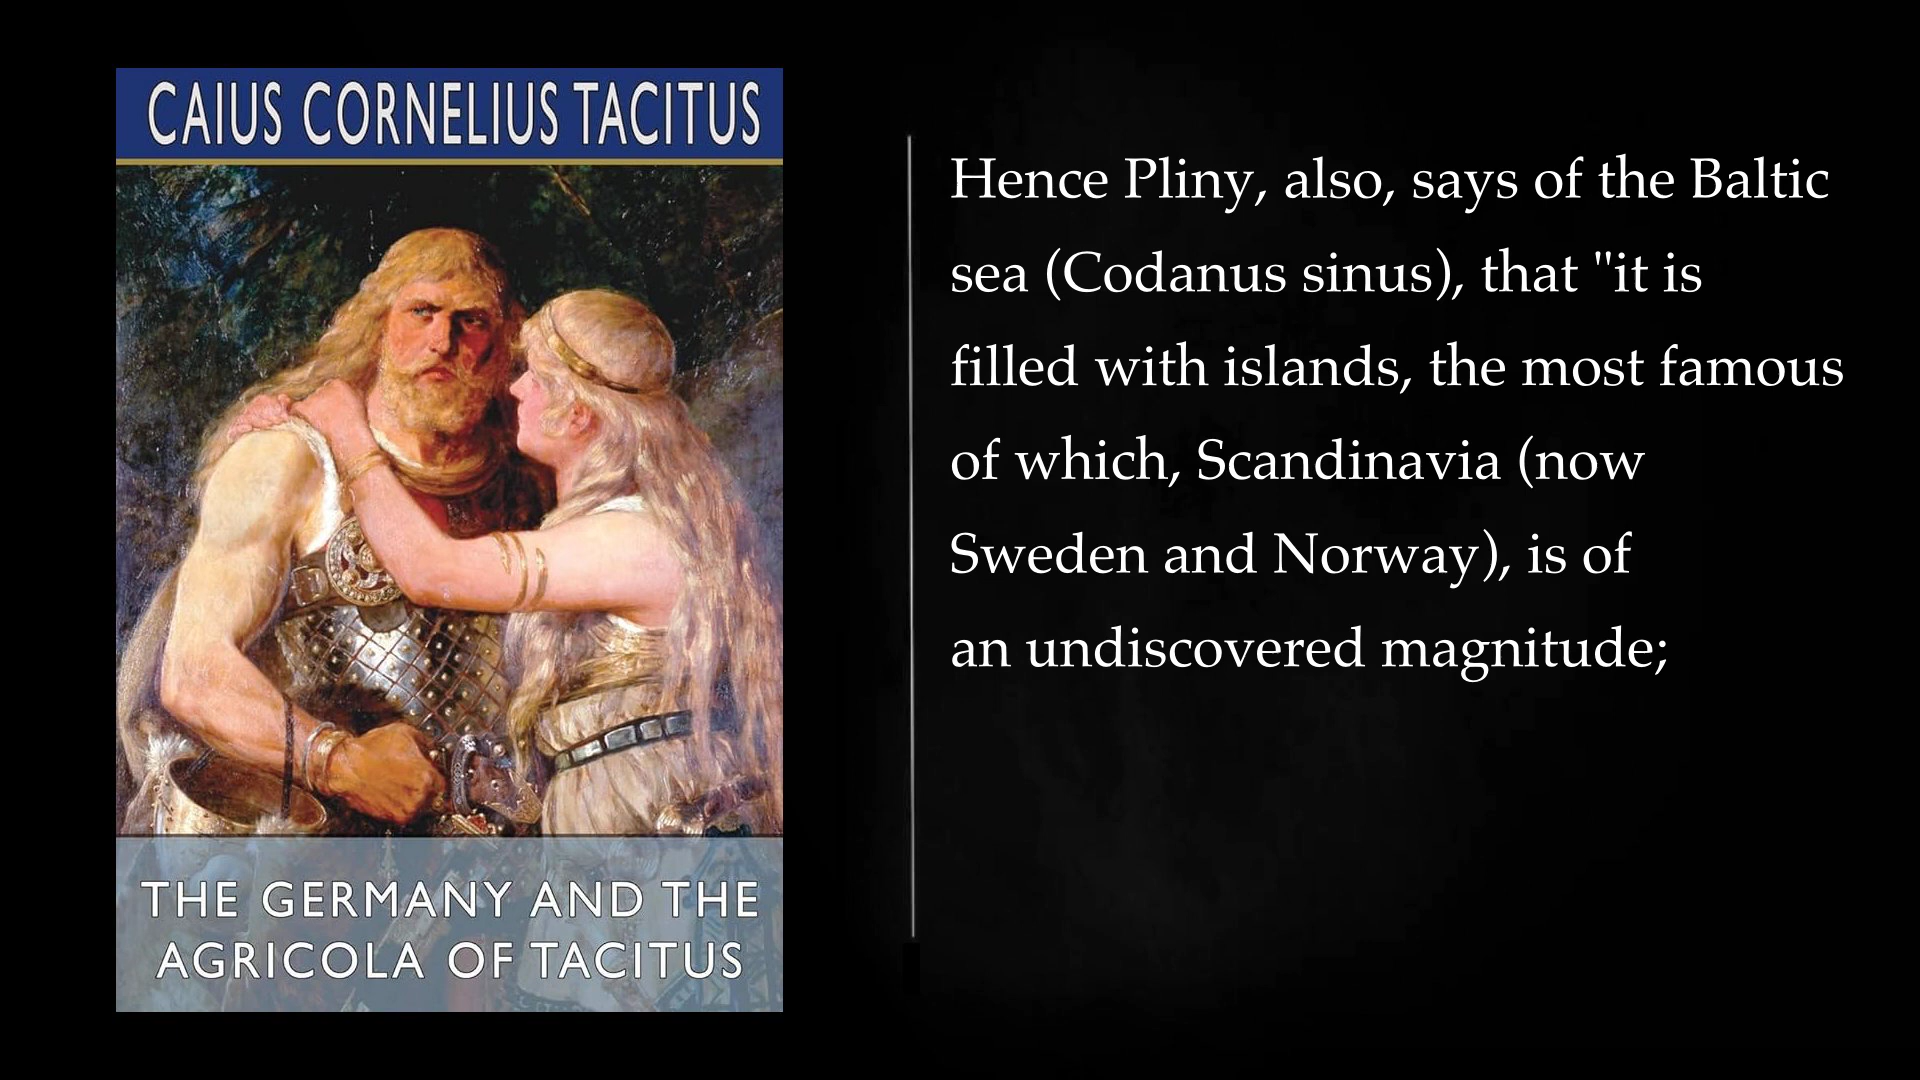 CAIUS CORNELIUS TACITUS
THE GERMANY AND THE
AGRICOLA OF TACITUS
Hence Pliny, also, says of the Baltic
sea (Codanus sinus), that "it is
filled with islands, the most famous
of which, Scandinavia (now
Sweden and Norway), is of
an undiscovered magnitude;